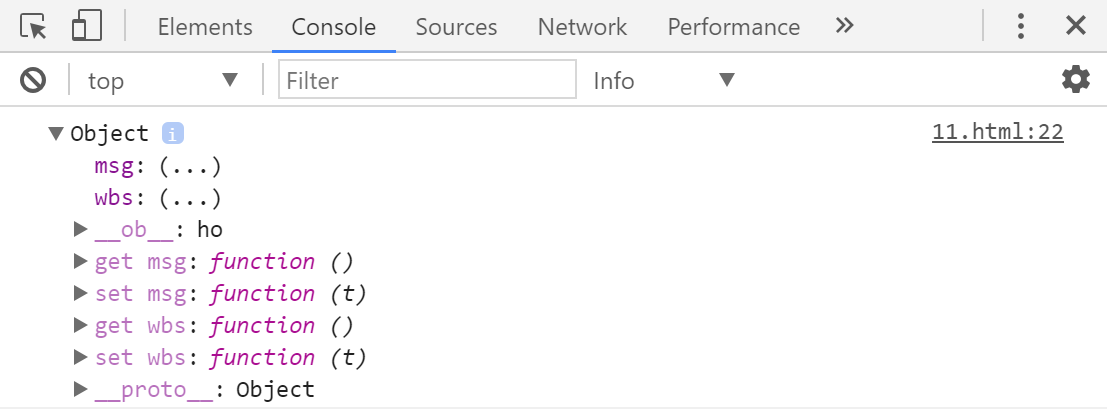 Elements Console Sources Network Performance
top Filter Info
Object i 11.html:22
msg: (...)
wbs: (...)
__ob__: ho
get msg: function ()
set msg: function (t)
get wbs: function ()
set wbs: function (t)
__proto__: Object